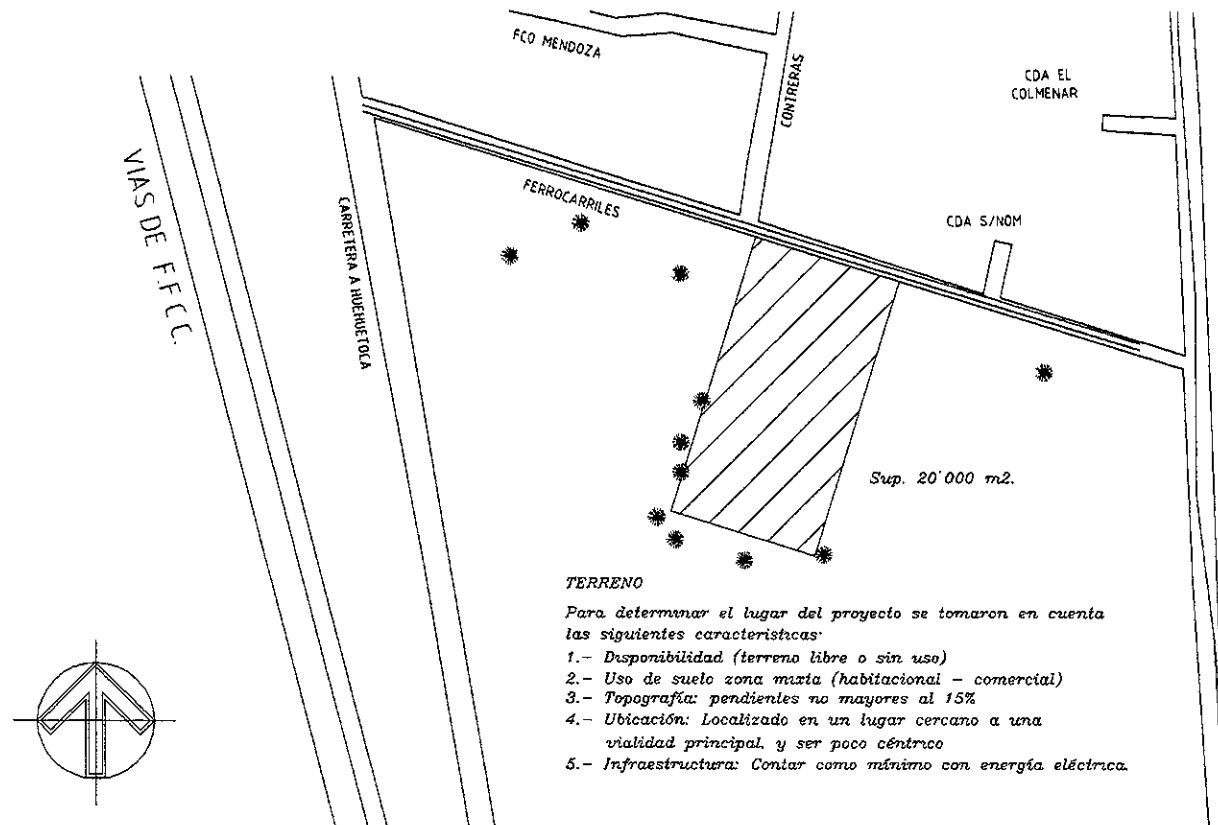 FCO MENDOZA
CONTRERAS
CDA EL
COLMENAR
VIAS DE F.F.C.C.
CARRETERA A HUEHUETOCA
FERROCARRILES
CDA S/NOM
Sup. 20'000 m2.
TERRENO
Para determinar el lugar del proyecto se tomaron en cuenta
las siguientes caracteristicas:
1.- Disponibilidad (terreno libre o sin uso)
2.- Uso de suelo zona mixta (habitacional - comercial)
3.- Topografía: pendientes no mayores al 15%
4.- Ubicación: Localizado en un lugar cercano a una
vialidad principal, y ser poco céntrico
5.- Infraestructura: Contar como mínimo con energía eléctrica.